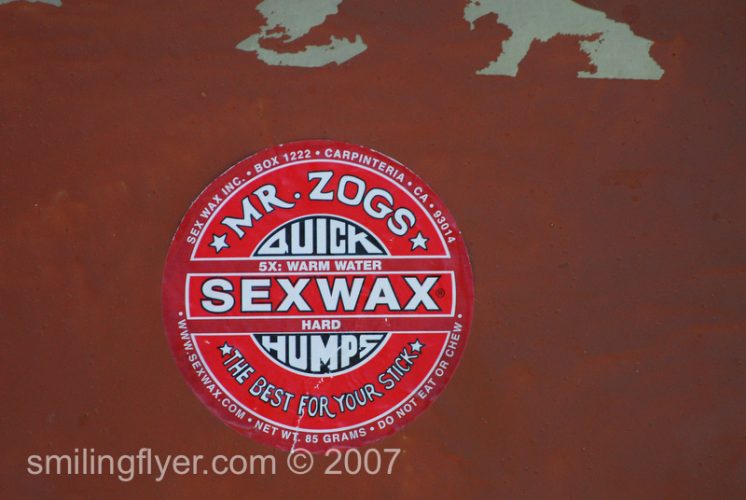 SEX WAX INC. • BOX 1222 • CARPINTERIA • CA • 93014
MR. ZOGS
QUICK
5X: WARM WATER
SEXWAX®
HARD
HUMPS
THE BEST FOR YOUR STICK
• WWW.SEXWAX.COM • NET WT. 85 GRAMS • DO NOT EAT OR CHEW •
smilingflyer.com © 2007